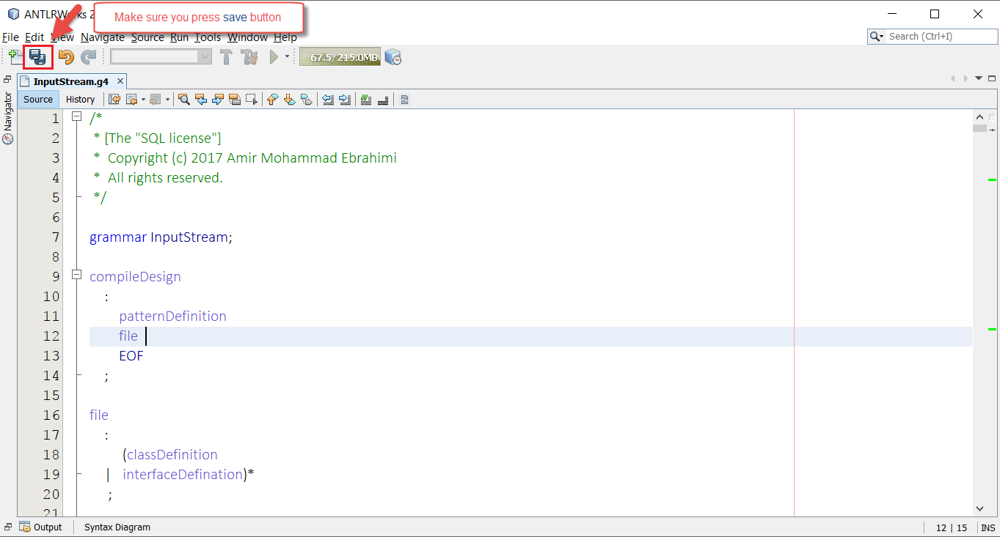 ANTLRWorks 2
Make sure you press save button
File Edit View Navigate Source Run Tools Window Help
Search (Ctrl+I)
67.5/215.0MB
InputStream.g4
Source History
Navigator
1 /*
2 * [The "SQL license"]
3 * Copyright (c) 2017 Amir Mohammad Ebrahimi
4 * All rights reserved.
5 */
6
7 grammar InputStream;
8
9 compileDesign
10 :
11 patternDefinition
12 file
13 EOF
14 ;
15
16 file
17 :
18 (classDefinition
19 | interfaceDefination)*
20 ;
21
Output Syntax Diagram 12 | 15 INS